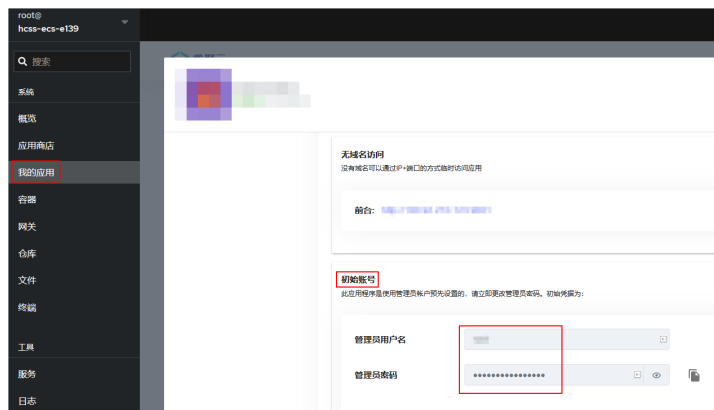 root@
hcss-ecs-e139
搜索
系统
概览
应用商店
我的应用
容器
网关
仓库
文件
终端
工具
服务
日志
无域名访问
没有域名可以通过IP+端口的方式临时访问应用
前台:
初始账号
此应用程序是使用管理员帐户预先设置的，请立即更改管理员密码。初始凭据为:
管理员用户名
管理员密码